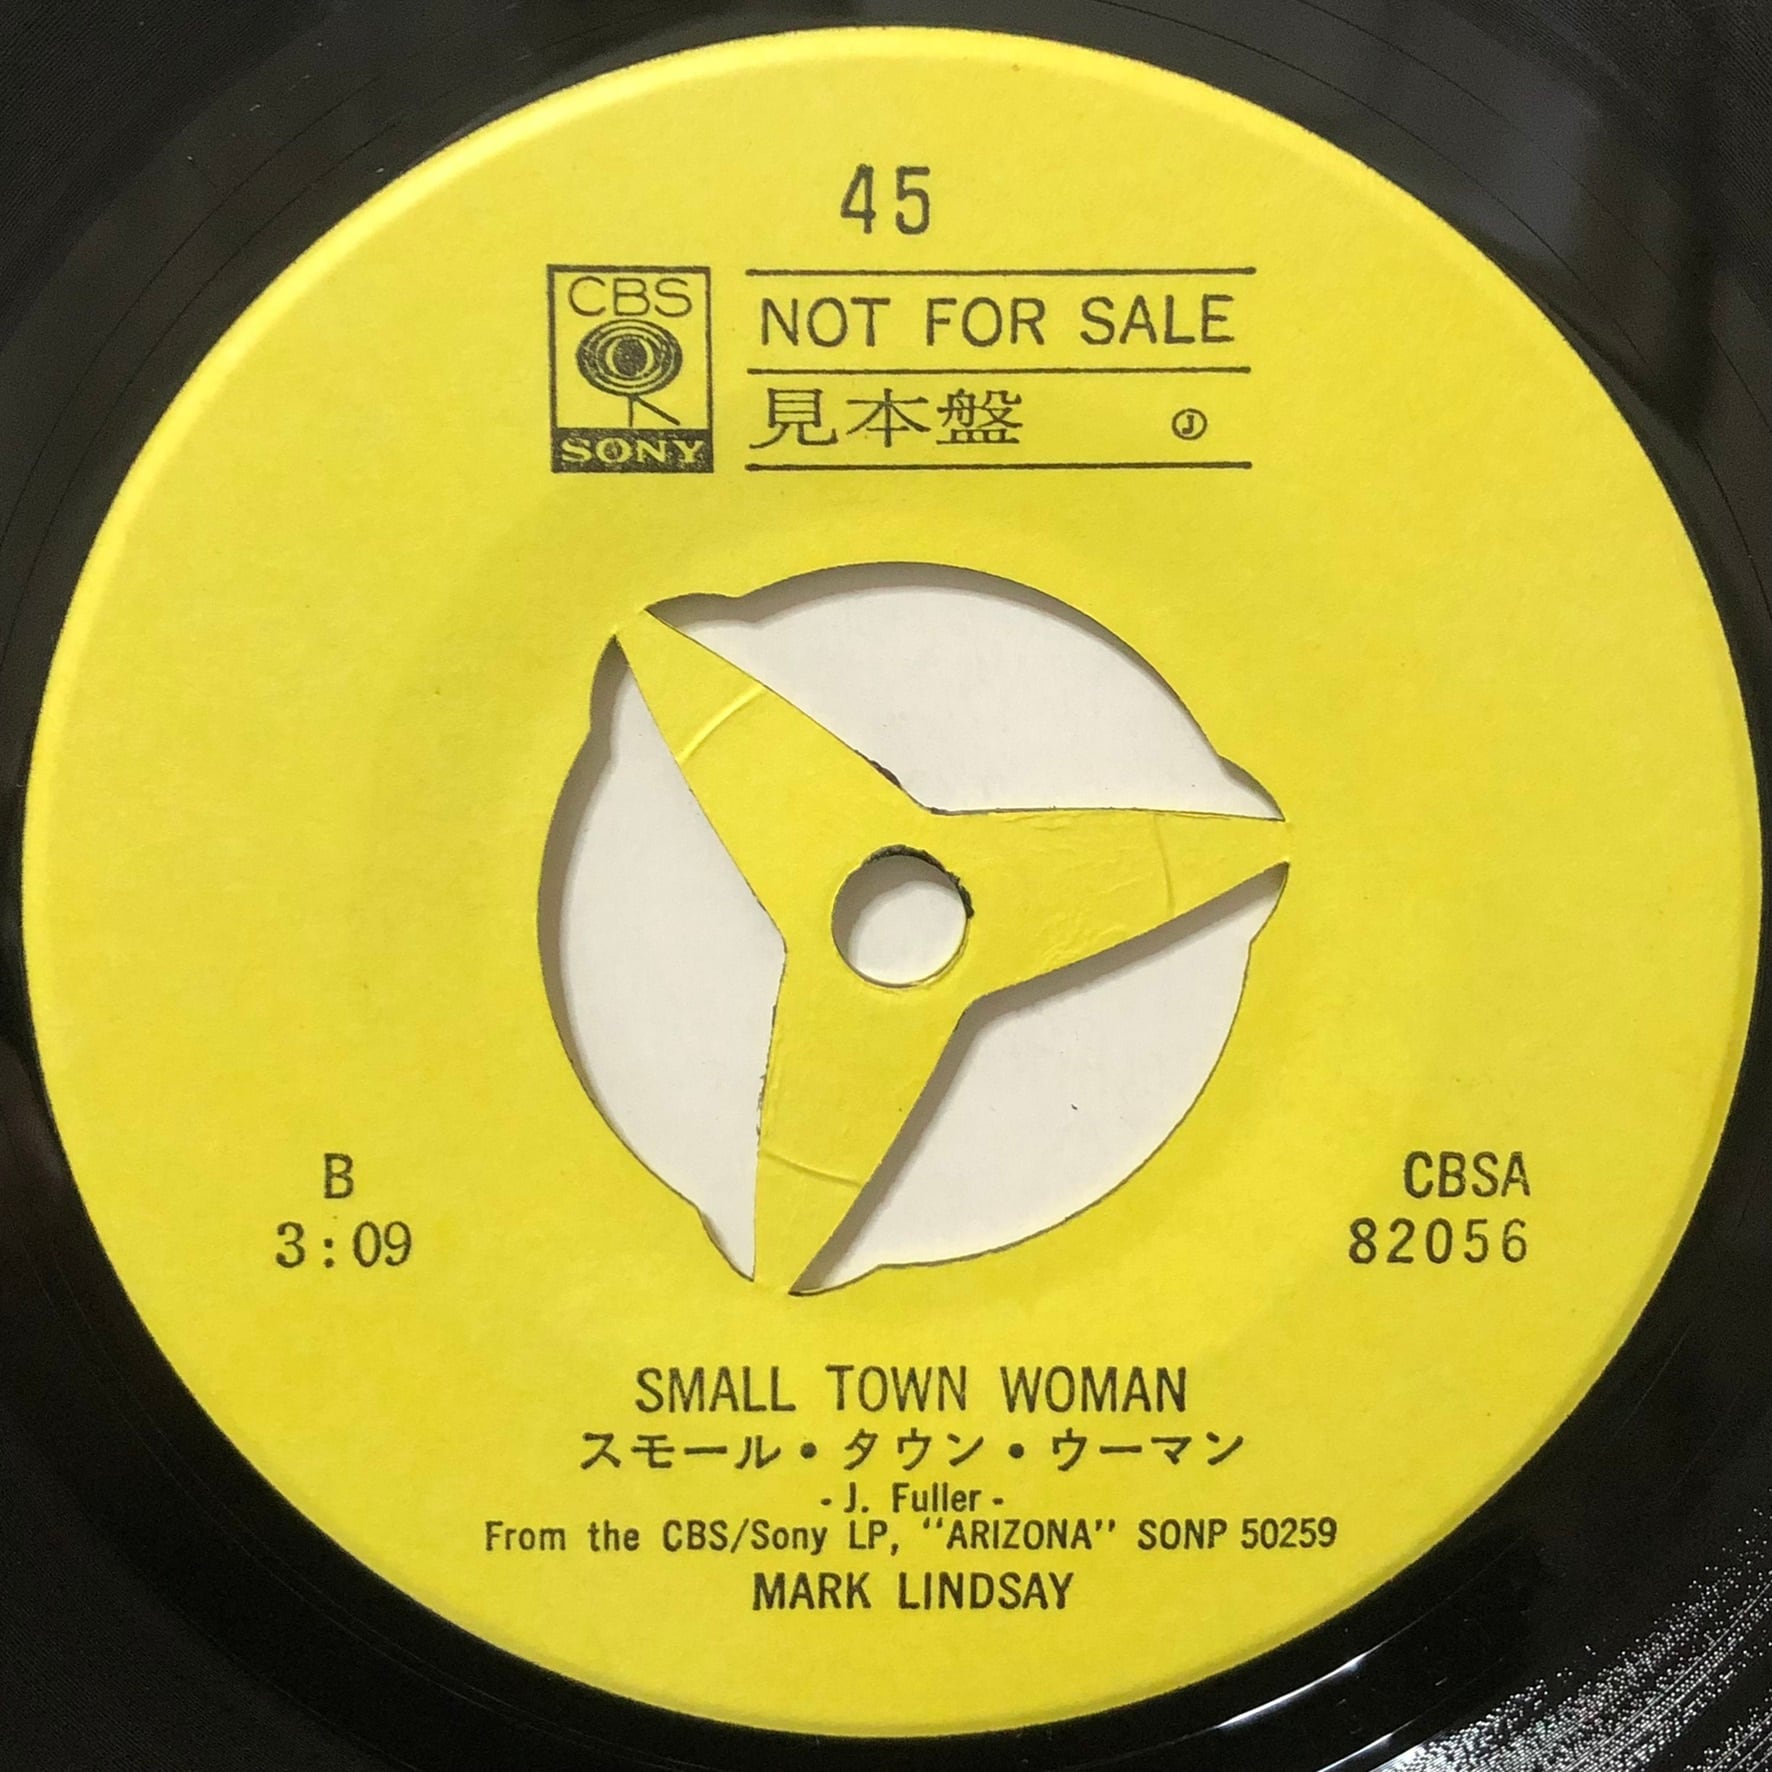 45
CBS
SONY
NOT FOR SALE
見本盤 Ⓙ
B
3:09
CBSA
82056
SMALL TOWN WOMAN
スモール・タウン・ウーマン
- J. Fuller -
From the CBS/Sony LP, "ARIZONA" SONP 50259
MARK LINDSAY